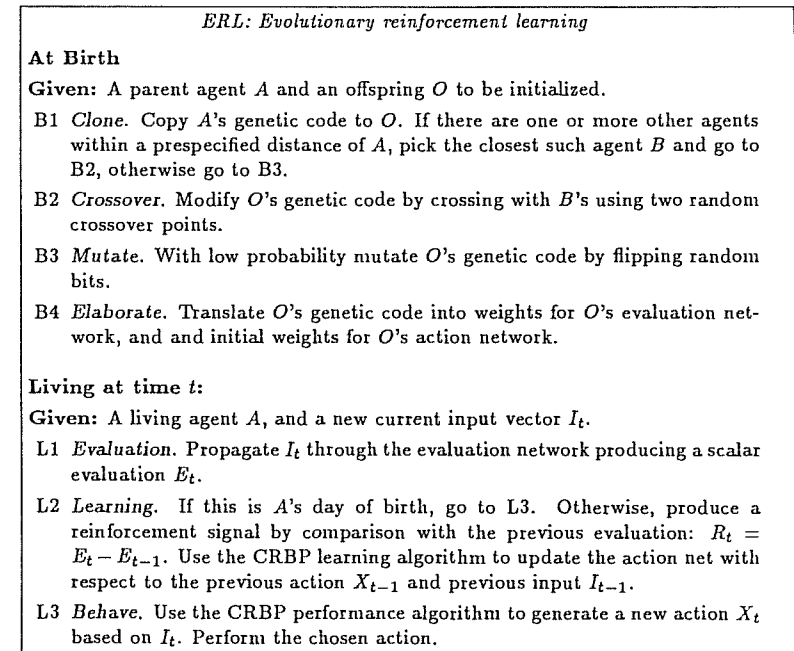 ERL: Evolutionary reinforcement learning
At Birth
Given: A parent agent A and an offspring O to be initialized.
B1 Clone. Copy A's genetic code to O. If there are one or more other agents
within a prespecified distance of A, pick the closest such agent B and go to
B2, otherwise go to B3.
B2 Crossover. Modify O's genetic code by crossing with B's using two random
crossover points.
B3 Mutate. With low probability mutate O's genetic code by flipping random
bits.
B4 Elaborate. Translate O's genetic code into weights for O's evaluation net-
work, and and initial weights for O's action network.
Living at time t:
Given: A living agent A, and a new current input vector I_t.
L1 Evaluation. Propagate I_t through the evaluation network producing a scalar
evaluation E_t.
L2 Learning. If this is A's day of birth, go to L3. Otherwise, produce a
reinforcement signal by comparison with the previous evaluation: R_t =
E_t − E_{t−1}. Use the CRBP learning algorithm to update the action net with
respect to the previous action X_{t−1} and previous input I_{t−1}.
L3 Behave. Use the CRBP performance algorithm to generate a new action X_t
based on I_t. Perform the chosen action.